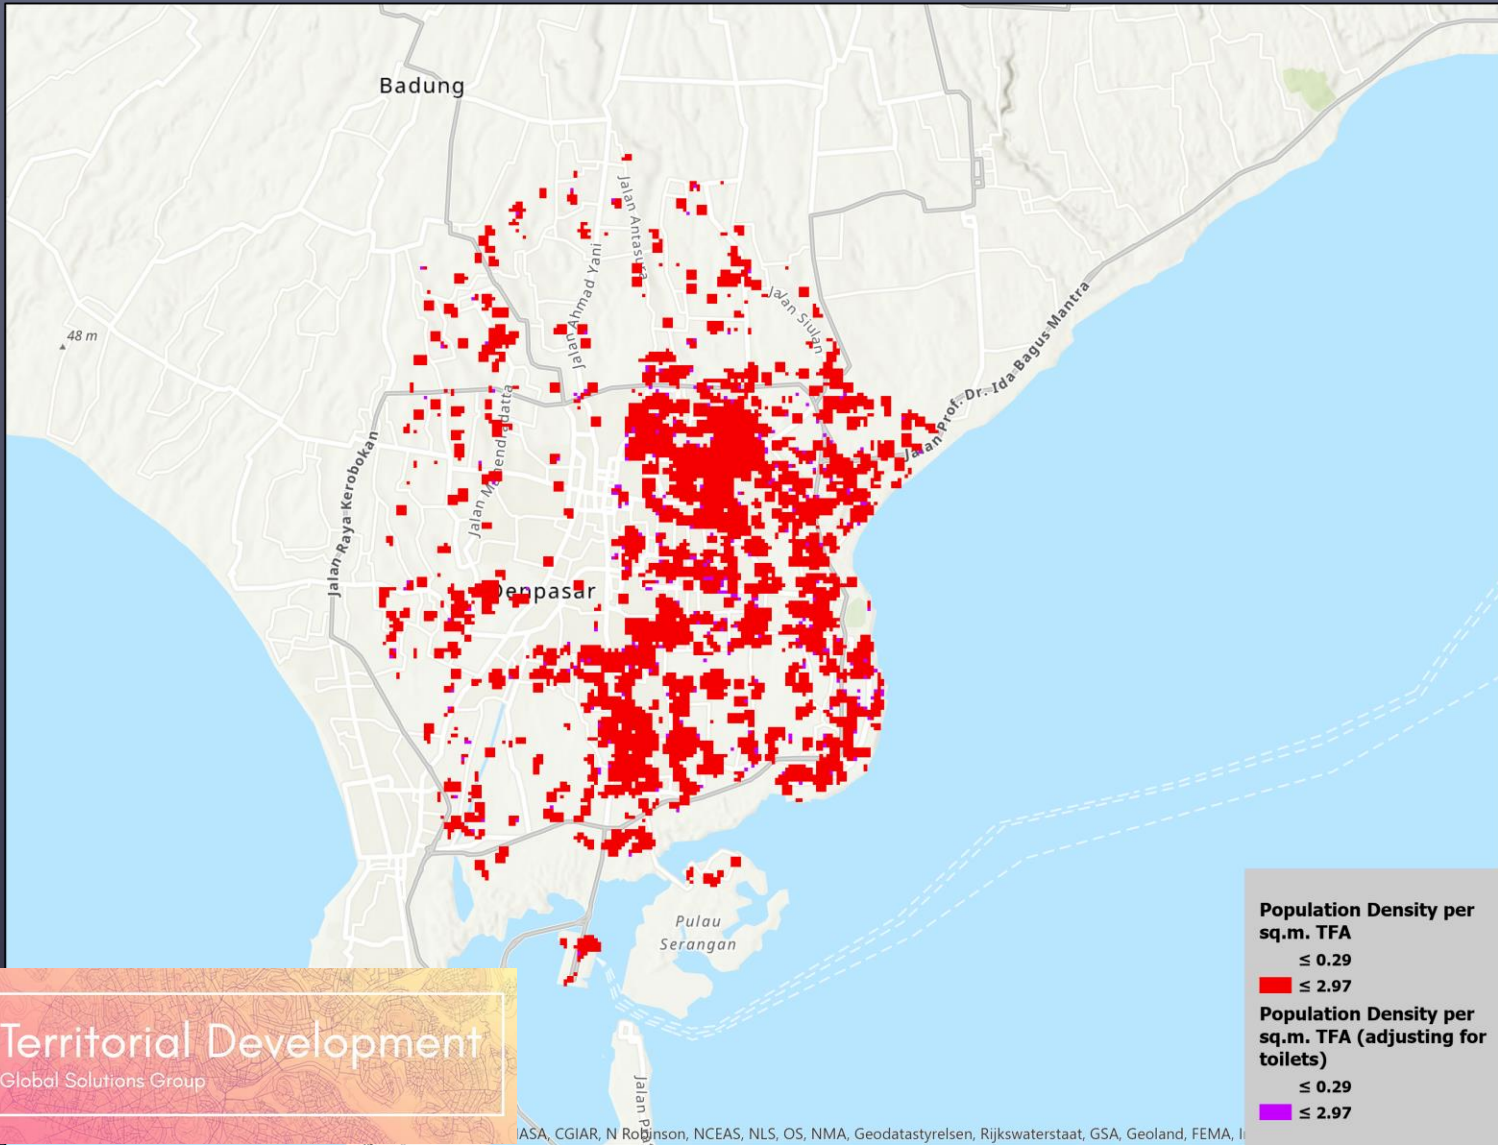 Badung
Jalan Antasura
Jalan Ahmad Yani
Jalan Siulan
48 m
Jalan Prof. Dr. Ida Bagus Mantra
Jalan Raya Kerobokan
Denpasar
Pulau
Serangan
Population Density per
sq.m. TFA
≤ 0.29
≤ 2.97
Population Density per
sq.m. TFA (adjusting for
toilets)
≤ 0.29
≤ 2.97
Territorial Development
Global Solutions Group
Jalan
CGIAR, N Robinson, NCEAS, NLS, OS, NMA, Geodatastyrelsen, Rijkswaterstaat, GSA, Geoland, FEMA,